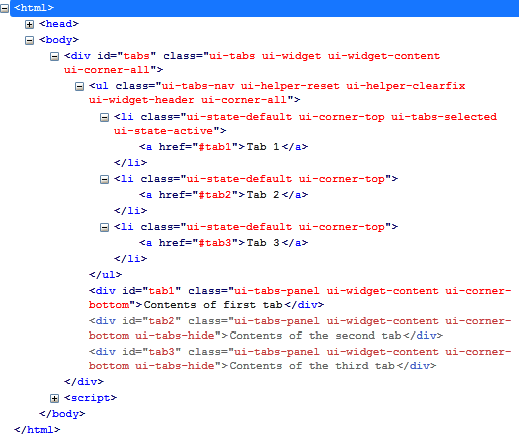 <html>
<head>
<body>
<div id="tabs" class="ui-tabs ui-widget ui-widget-content
ui-corner-all">
<ul class="ui-tabs-nav ui-helper-reset ui-helper-clearfix
ui-widget-header ui-corner-all">
<li class="ui-state-default ui-corner-top ui-tabs-selected
ui-state-active">
<a href="#tab1">Tab 1</a>
</li>
<li class="ui-state-default ui-corner-top">
<a href="#tab2">Tab 2</a>
</li>
<li class="ui-state-default ui-corner-top">
<a href="#tab3">Tab 3</a>
</li>
</ul>
<div id="tab1" class="ui-tabs-panel ui-widget-content ui-corner-
bottom">Contents of first tab</div>
<div id="tab2" class="ui-tabs-panel ui-widget-content ui-corner-
bottom ui-tabs-hide">Contents of the second tab</div>
<div id="tab3" class="ui-tabs-panel ui-widget-content ui-corner-
bottom ui-tabs-hide">Contents of the third tab</div>
</div>
<script>
</body>
</html>